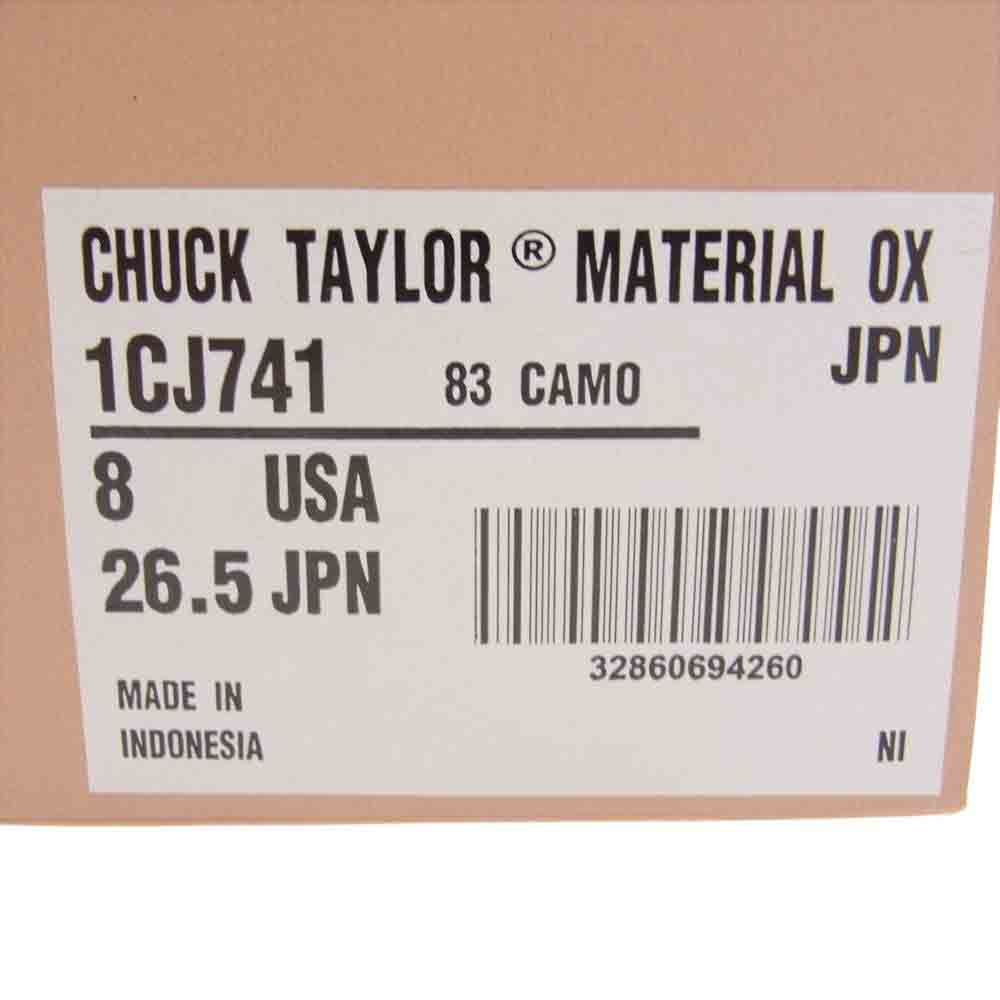 CHUCK TAYLOR ® MATERIAL OX
1CJ741 83 CAMO JPN
8 USA
26.5 JPN
32860694260
MADE IN
INDONESIA
NI